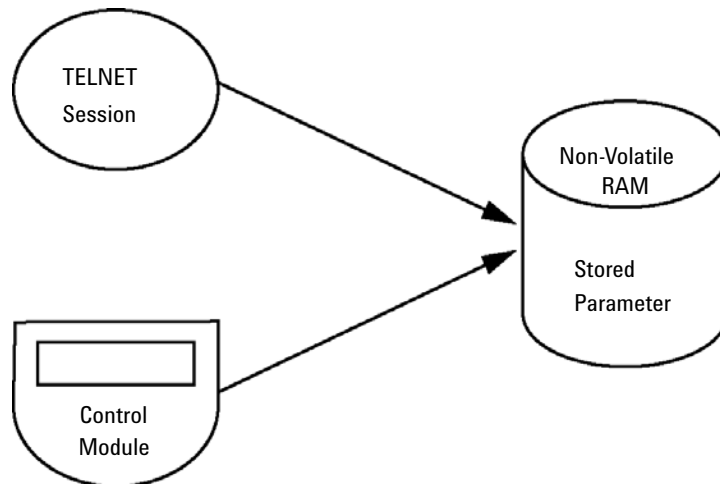 TELNET
Session
Non-Volatile
RAM
Stored
Parameter
Control
Module